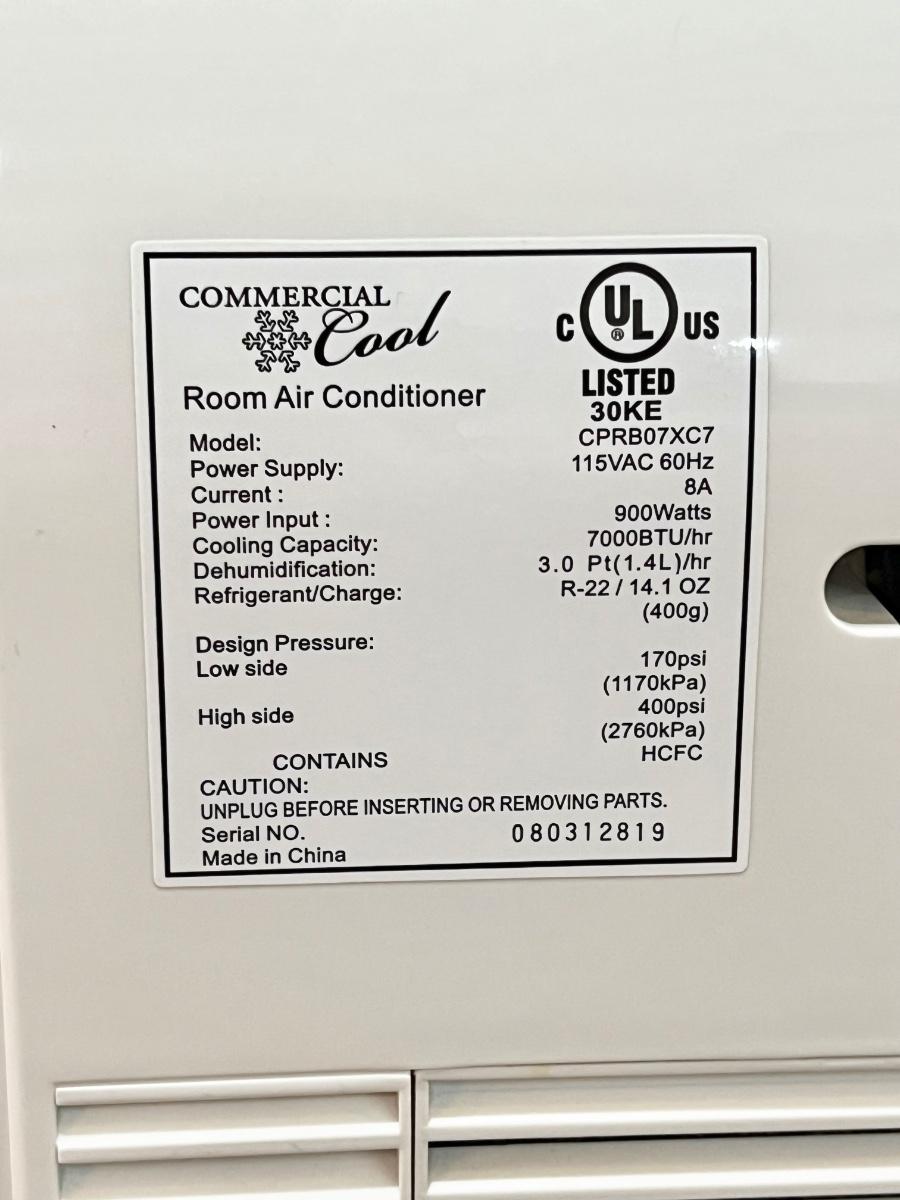 COMMERCIAL
Cool
C UL ® US
LISTED
30KE
Room Air Conditioner
Model: CPRB07XC7
Power Supply: 115VAC 60Hz
Current : 8A
Power Input : 900Watts
Cooling Capacity: 7000BTU/hr
Dehumidification: 3.0 Pt(1.4L)/hr
Refrigerant/Charge: R-22 / 14.1 OZ
(400g)
Design Pressure:
Low side 170psi
(1170kPa)
High side 400psi
(2760kPa)
CONTAINS HCFC
CAUTION:
UNPLUG BEFORE INSERTING OR REMOVING PARTS.
Serial NO. 080312819
Made in China